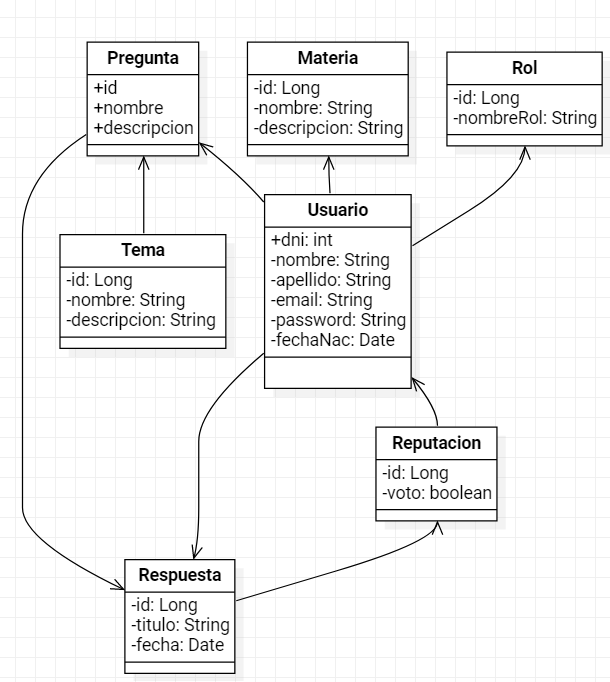 Pregunta
+id
+nombre
+descripcion
Materia
-id: Long
-nombre: String
-descripcion: String
Rol
-id: Long
-nombreRol: String
Tema
-id: Long
-nombre: String
-descripcion: String
Usuario
+dni: int
-nombre: String
-apellido: String
-email: String
-password: String
-fechaNac: Date
Reputacion
-id: Long
-voto: boolean
Respuesta
-id: Long
-titulo: String
-fecha: Date